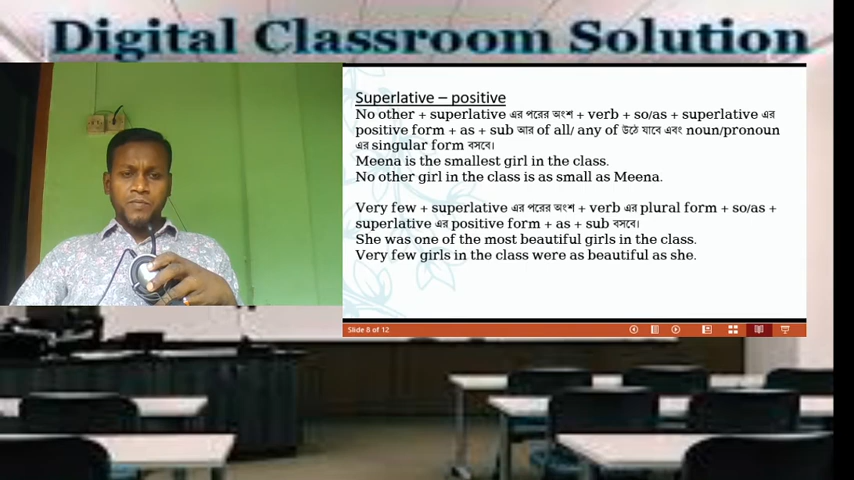 Digital Classroom Solution
Superlative – positive
No other + superlative এর পরের অংশ + verb + so/as + superlative এর
positive form + as + sub আর of all/ any of উঠে যাবে এবং noun/pronoun
এর singular form বসবে।
Meena is the smallest girl in the class.
No other girl in the class is as small as Meena.
Very few + superlative এর পরের অংশ + verb এর plural form + so/as +
superlative এর positive form + as + sub বসবে।
She was one of the most beautiful girls in the class.
Very few girls in the class were as beautiful as she.
Slide 8 of 12